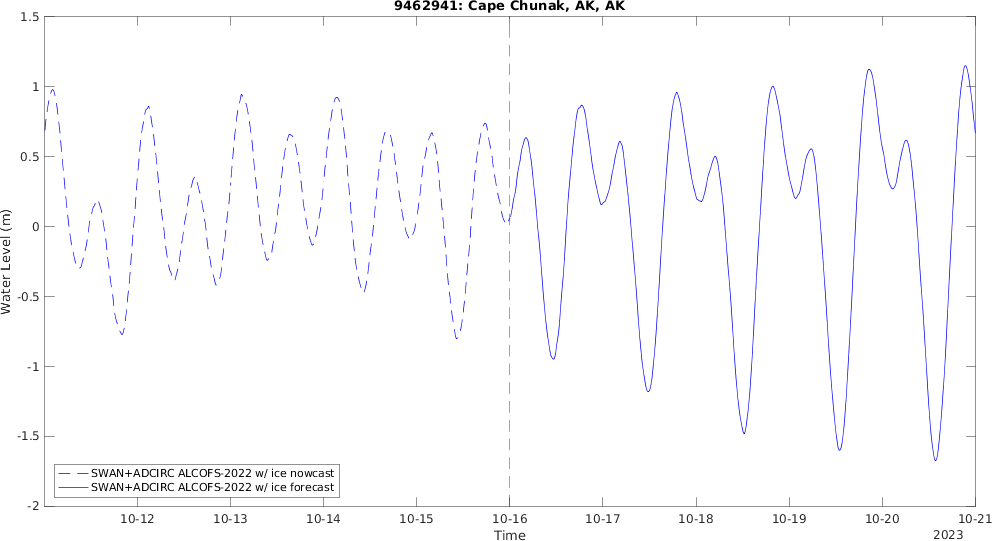 9462941: Cape Chunak, AK, AK
1.5
1
0.5
0
-0.5
-1
-1.5
-2
Water Level (m)
SWAN+ADCIRC ALCOFS-2022 w/ ice nowcast
SWAN+ADCIRC ALCOFS-2022 w/ ice forecast
10-12 10-13 10-14 10-15 10-16 10-17 10-18 10-19 10-20 10-21
Time
2023